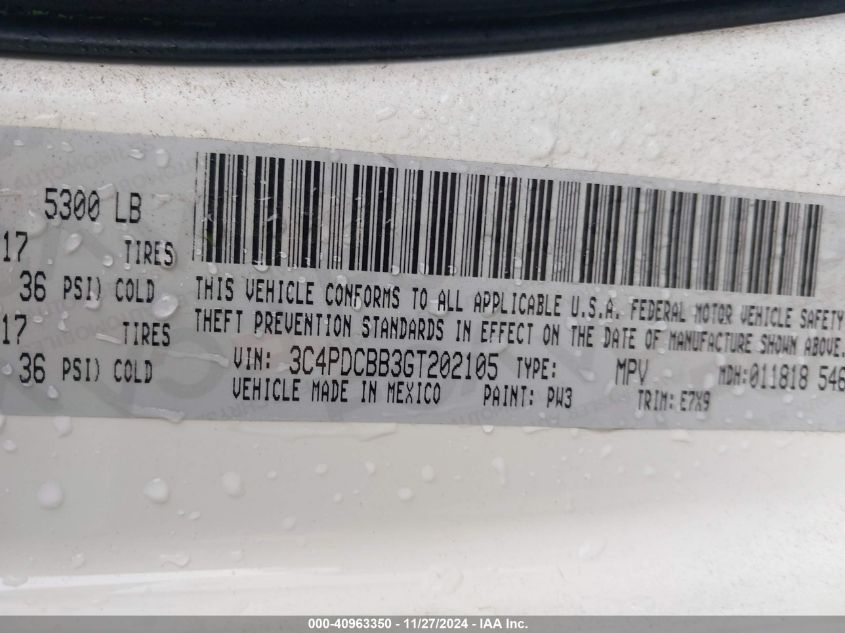 5300 LB
17 TIRES
36 PSI) COLD
17 TIRES
36 PSI) COLD
THIS VEHICLE CONFORMS TO ALL APPLICABLE U.S.A. FEDERAL MOTOR VEHICLE SAFETY
THEFT PREVENTION STANDARDS IN EFFECT ON THE DATE OF MANUFACTURE SHOWN ABOVE.
VIN: 3C4PDCBB3GT202105 TYPE: MPV MDH:011818 546
VEHICLE MADE IN MEXICO PAINT: PW3 TRIM: E7X9
000-40963350 - 11/27/2024 - IAA Inc.